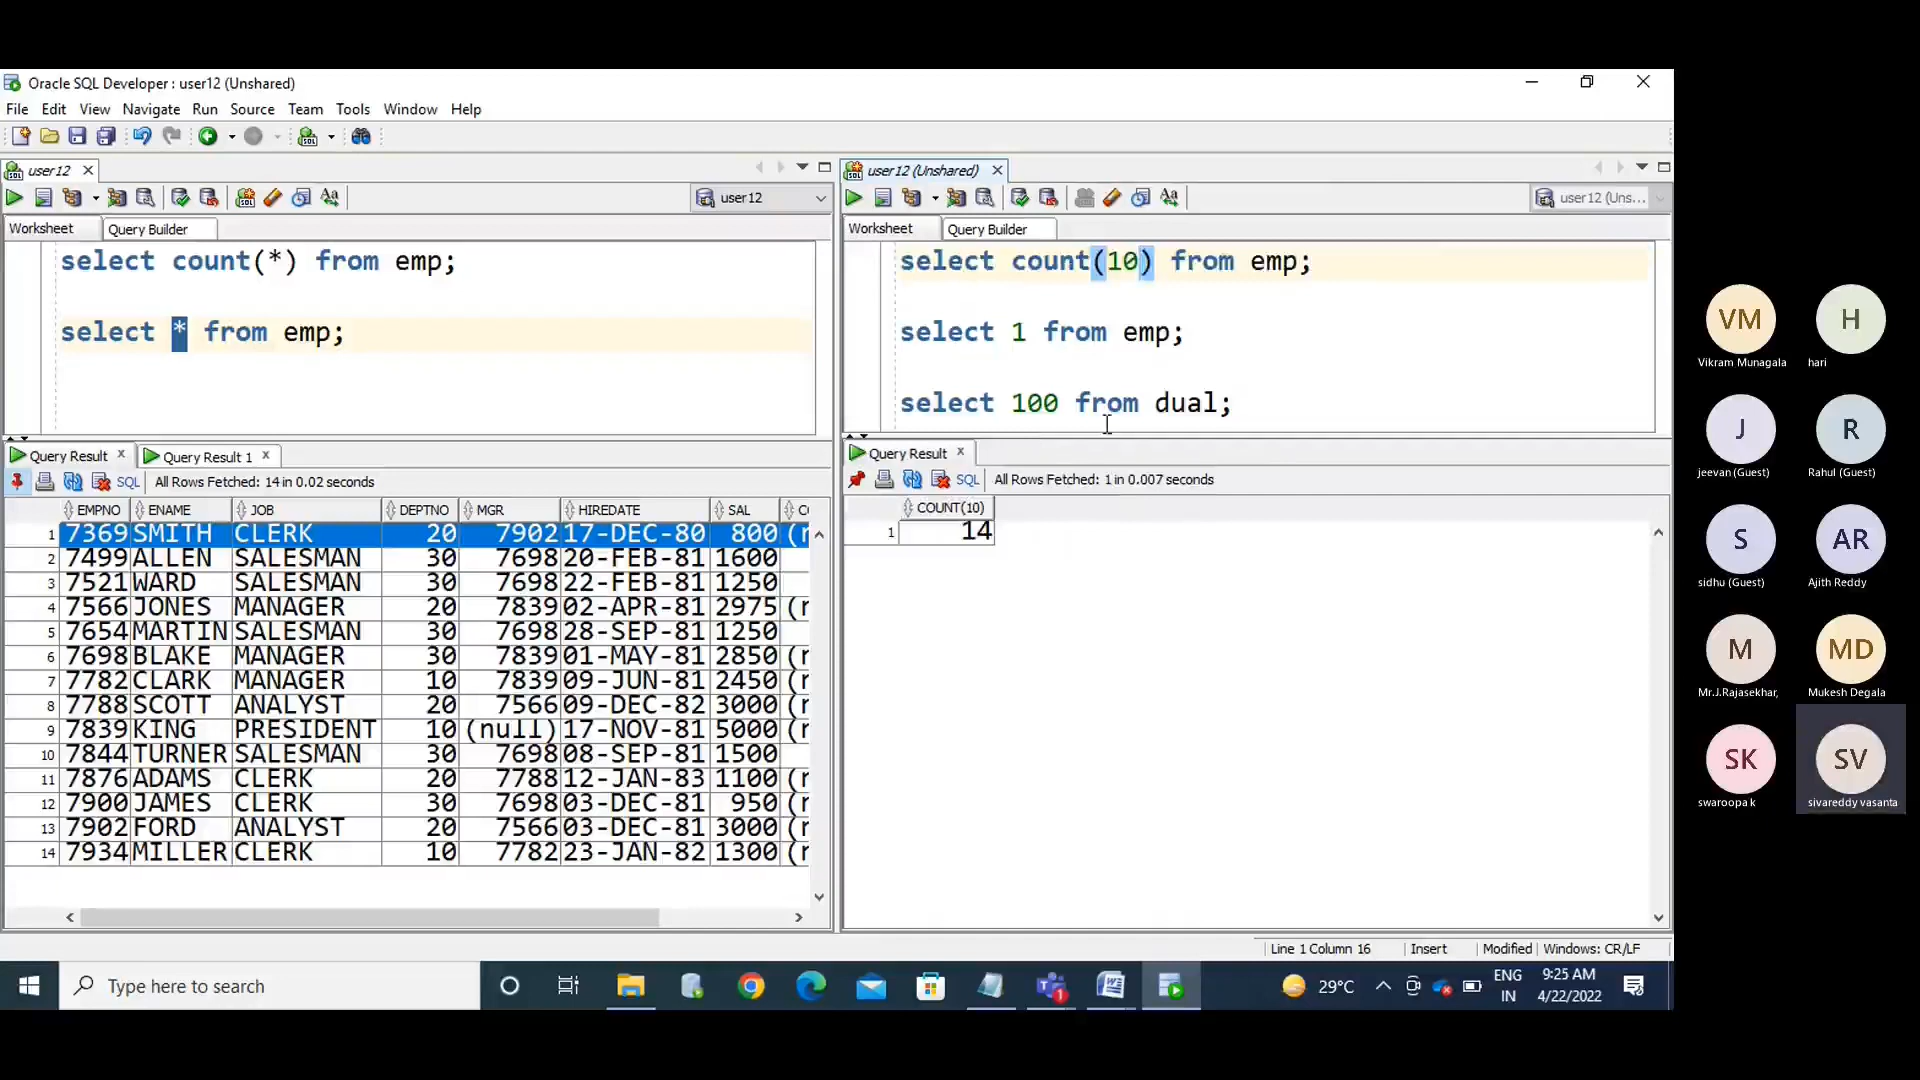 Oracle SQL Developer : user12 (Unshared)
File Edit View Navigate Run Source Team Tools Window Help
user12
user12
Worksheet Query Builder
select count(*) from emp;
select * from emp;
Query Result Query Result 1
SQL All Rows Fetched: 14 in 0.02 seconds
EMPNO ENAME JOB DEPTNO MGR HIREDATE SAL CO
1 7369 SMITH CLERK 20 7902 17-DEC-80 800 (r
2 7499 ALLEN SALESMAN 30 7698 20-FEB-81 1600
3 7521 WARD SALESMAN 30 7698 22-FEB-81 1250
4 7566 JONES MANAGER 20 7839 02-APR-81 2975 (r
5 7654 MARTIN SALESMAN 30 7698 28-SEP-81 1250
6 7698 BLAKE MANAGER 30 7839 01-MAY-81 2850 (r
7 7782 CLARK MANAGER 10 7839 09-JUN-81 2450 (r
8 7788 SCOTT ANALYST 20 7566 09-DEC-82 3000 (r
9 7839 KING PRESIDENT 10 (null) 17-NOV-81 5000 (r
10 7844 TURNER SALESMAN 30 7698 08-SEP-81 1500
11 7876 ADAMS CLERK 20 7788 12-JAN-83 1100 (r
12 7900 JAMES CLERK 30 7698 03-DEC-81 950 (r
13 7902 FORD ANALYST 20 7566 03-DEC-81 3000 (r
14 7934 MILLER CLERK 10 7782 23-JAN-82 1300 (r
user12 (Unshared)
user12 (Uns...
Worksheet Query Builder
select count(10) from emp;
select 1 from emp;
select 100 from dual;
Query Result
SQL All Rows Fetched: 1 in 0.007 seconds
COUNT(10)
1 14
Line 1 Column 16 Insert Modified Windows: CR/LF
Type here to search
1
29°C
ENG
IN
9:25 AM
4/22/2022
VM H
Vikram Munagala hari
J R
jeevan (Guest) Rahul (Guest)
S AR
sidhu (Guest) Ajith Reddy
M MD
Mr.J.Rajasekhar, Mukesh Degala
SK SV
swaroopa k sivareddy vasanta